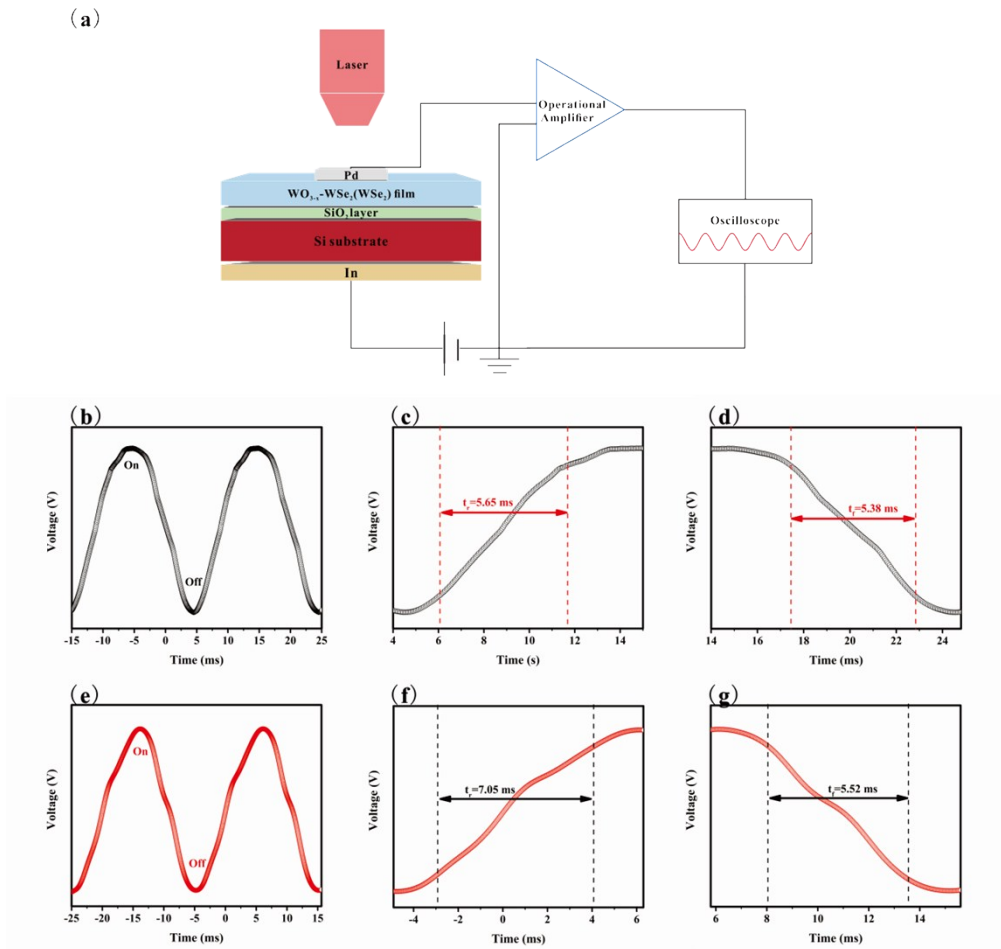 (a)
Laser
Operational
Amplifier
Pd
WO₃₋ₓ-WSe₂(WSe₂) film
SiO₂ layer
Si substrate
In
Oscilloscope
(b)
Voltage (V)
On
Off
-15 -10 -5 0 5 10 15 20 25
Time (ms)
(c)
Voltage (V)
tᵣ=5.65 ms
4 6 8 10 12 14
Time (s)
(d)
Voltage (V)
t_f=5.38 ms
14 16 18 20 22 24
Time (ms)
(e)
Voltage (V)
On
Off
-25 -20 -15 -10 -5 0 5 10 15
Time (ms)
(f)
Voltage (V)
tᵣ=7.05 ms
-4 -2 0 2 4 6
Time (ms)
(g)
Voltage (V)
t_f=5.52 ms
6 8 10 12 14
Time (ms)